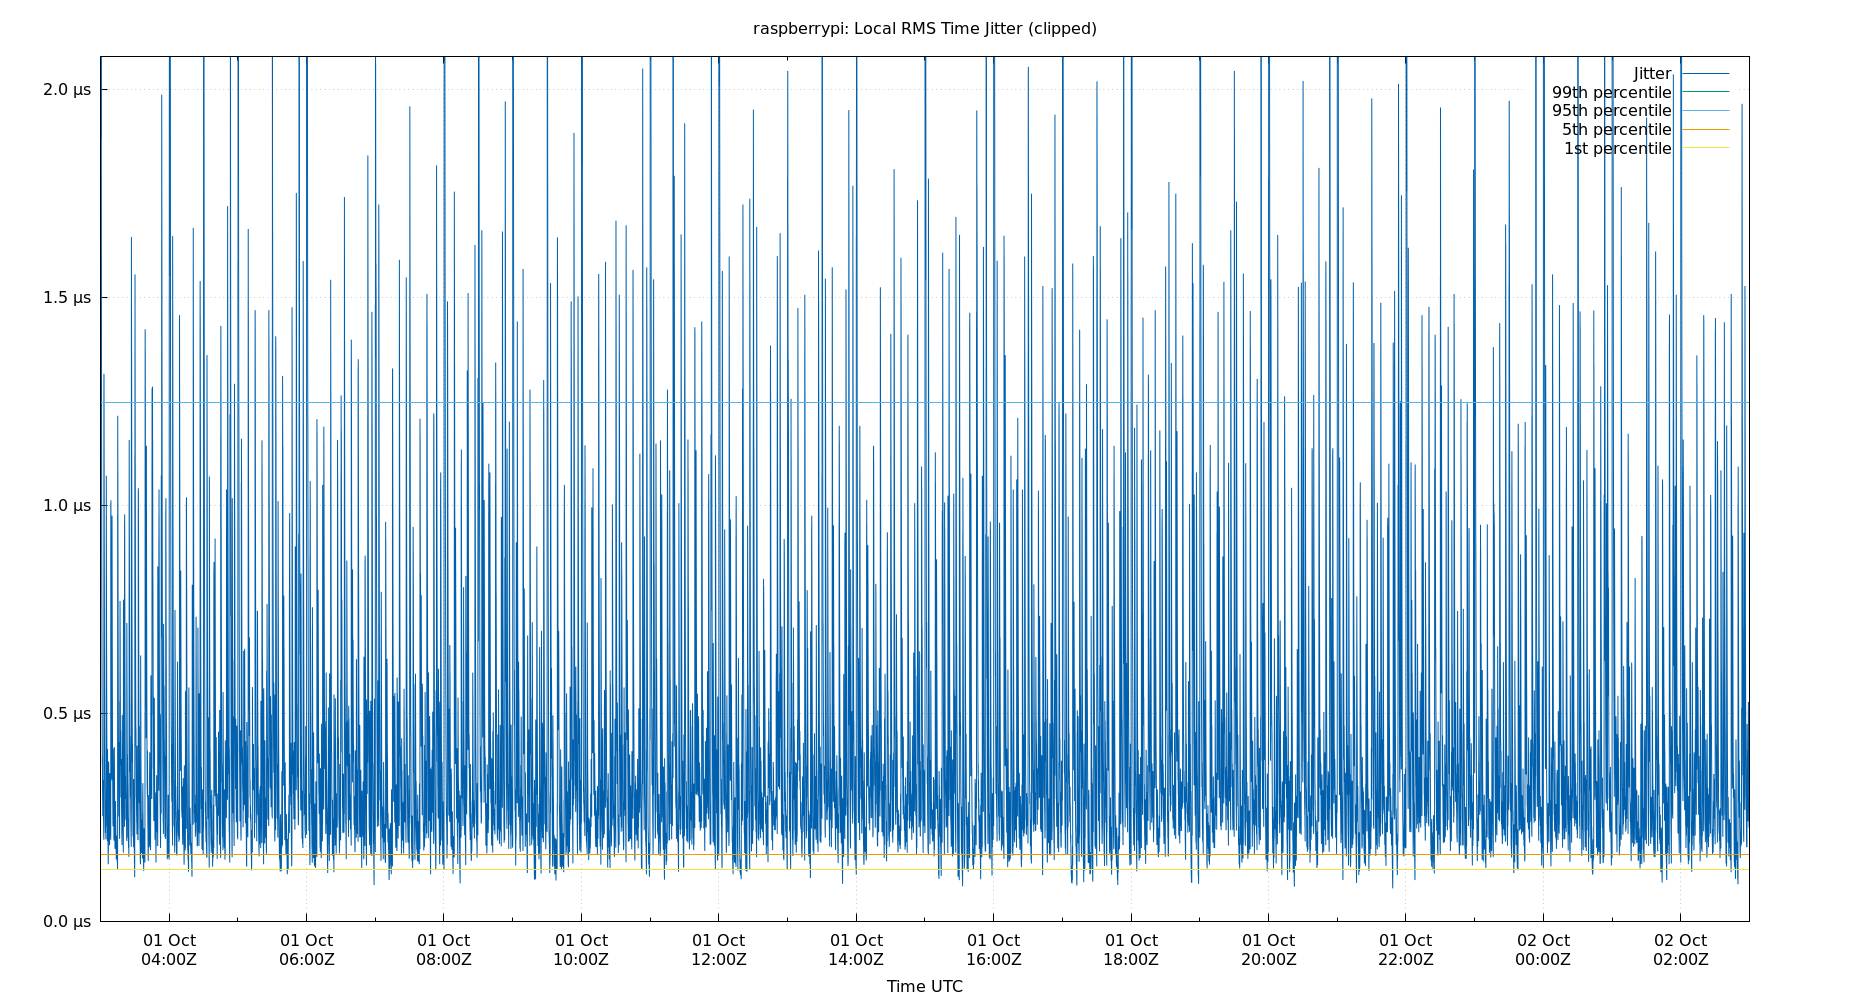 raspberrypi: Local RMS Time Jitter (clipped)
2.0 µs
1.5 µs
1.0 µs
0.5 µs
0.0 µs
Jitter
99th percentile
95th percentile
5th percentile
1st percentile
01 Oct 01 Oct 01 Oct 01 Oct 01 Oct 01 Oct 01 Oct 01 Oct 01 Oct 01 Oct 02 Oct 02 Oct
04:00Z 06:00Z 08:00Z 10:00Z 12:00Z 14:00Z 16:00Z 18:00Z 20:00Z 22:00Z 00:00Z 02:00Z
Time UTC